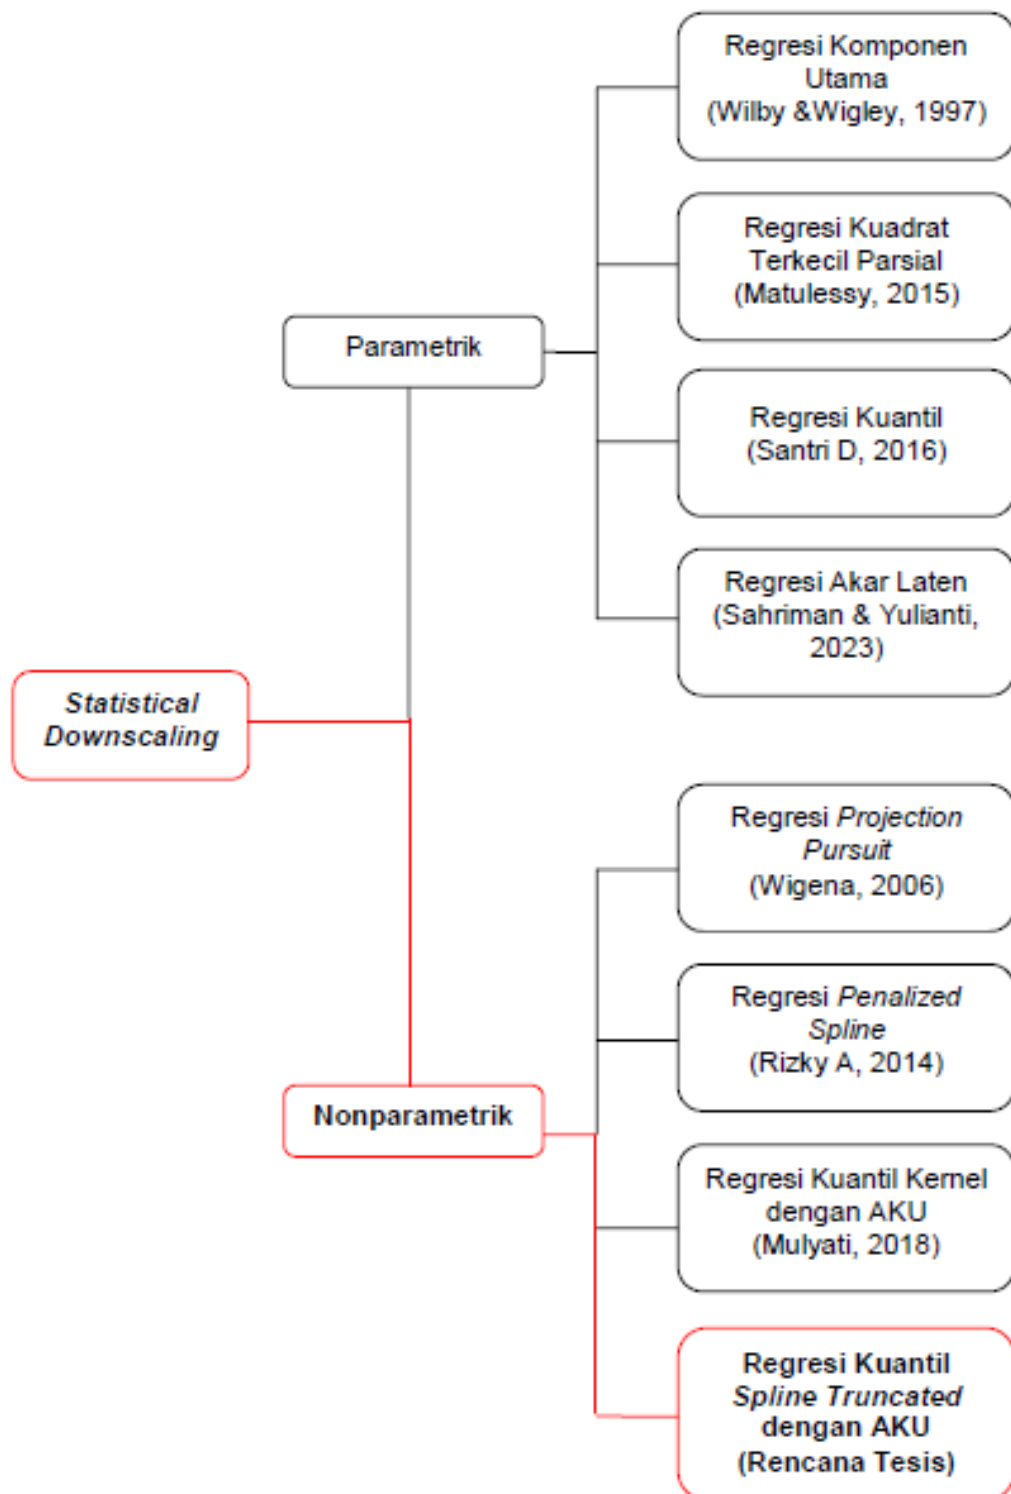 Regresi Komponen
Utama
(Wilby &Wigley, 1997)
Regresi Kuadrat
Terkecil Parsial
(Matulessy, 2015)
Parametrik
Regresi Kuantil
(Santri D, 2016)
Regresi Akar Laten
(Sahriman & Yulianti,
2023)
Statistical
Downscaling
Regresi Projection
Pursuit
(Wigena, 2006)
Regresi Penalized
Spline
(Rizky A, 2014)
Nonparametrik
Regresi Kuantil Kernel
dengan AKU
(Mulyati, 2018)
Regresi Kuantil
Spline Truncated
dengan AKU
(Rencana Tesis)